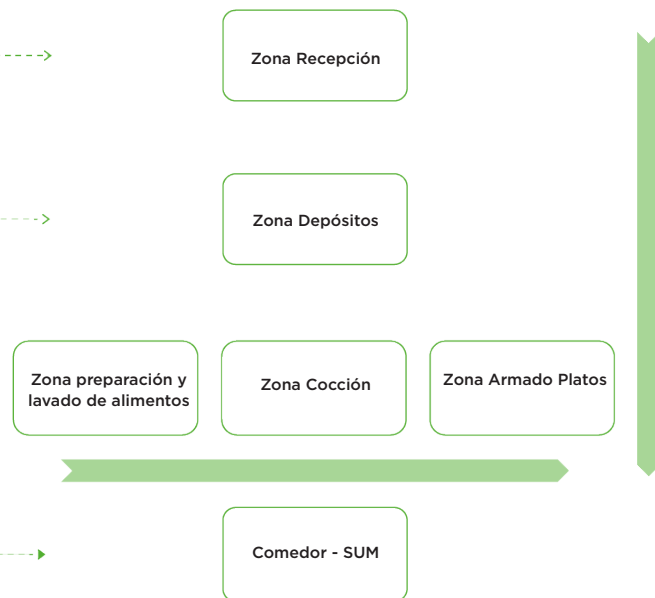 Zona Recepción
Zona Depósitos
Zona preparación y
lavado de alimentos
Zona Cocción
Zona Armado Platos
Comedor - SUM